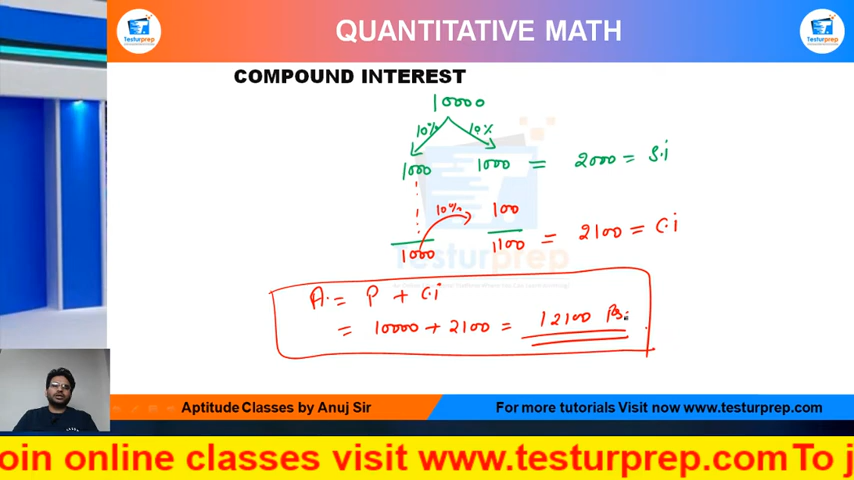 Testurprep
QUANTITATIVE MATH
Testurprep
COMPOUND INTEREST
10000
10% 10%
1000 1000 = 2000 = S.i
10% 100
1000 1100 = 2100 = C.i
Testurprep
A. = P + C.i
= 10000 + 2100 = 12100 Rs.
Aptitude Classes by Anuj Sir
For more tutorials Visit now www.testurprep.com
oin online classes visit www.testurprep.com To j